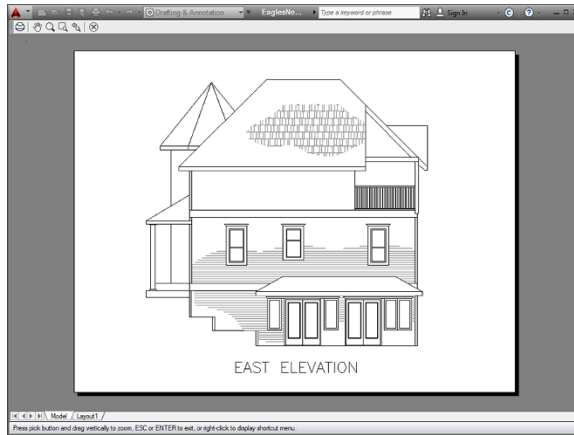 Drafting & Annotation EaglesNe... Type a keyword or phrase Sign In
EAST ELEVATION
Model Layout1
Press pick button and drag vertically to zoom, ESC or ENTER to exit, or right-click to display shortcut menu.